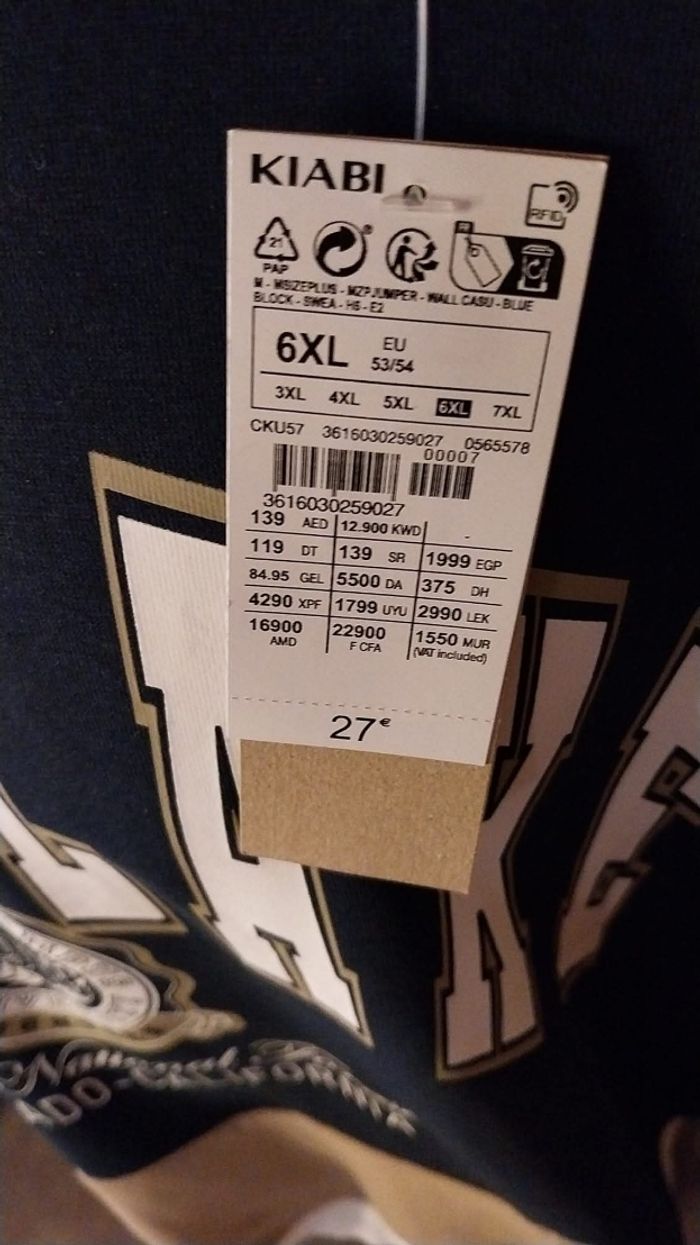 KIABI
RFID
21
PAP
FR
M - MSIZEPLUS - MZPJUMPER - WALL CASU - BLUE
BLOCK - SWEA - H6 - E2
6XL EU
53/54
3XL 4XL 5XL 6XL 7XL
CKU57 3616030259027 0565578
00007
3616030259027
139 AED 12.900 KWD -
119 DT 139 SR 1999 EGP
84.95 GEL 5500 DA 375 DH
4290 XPF 1799 UYU 2990 LEK
16900 AMD 22900 F CFA 1550 MUR
(VAT included)
27€